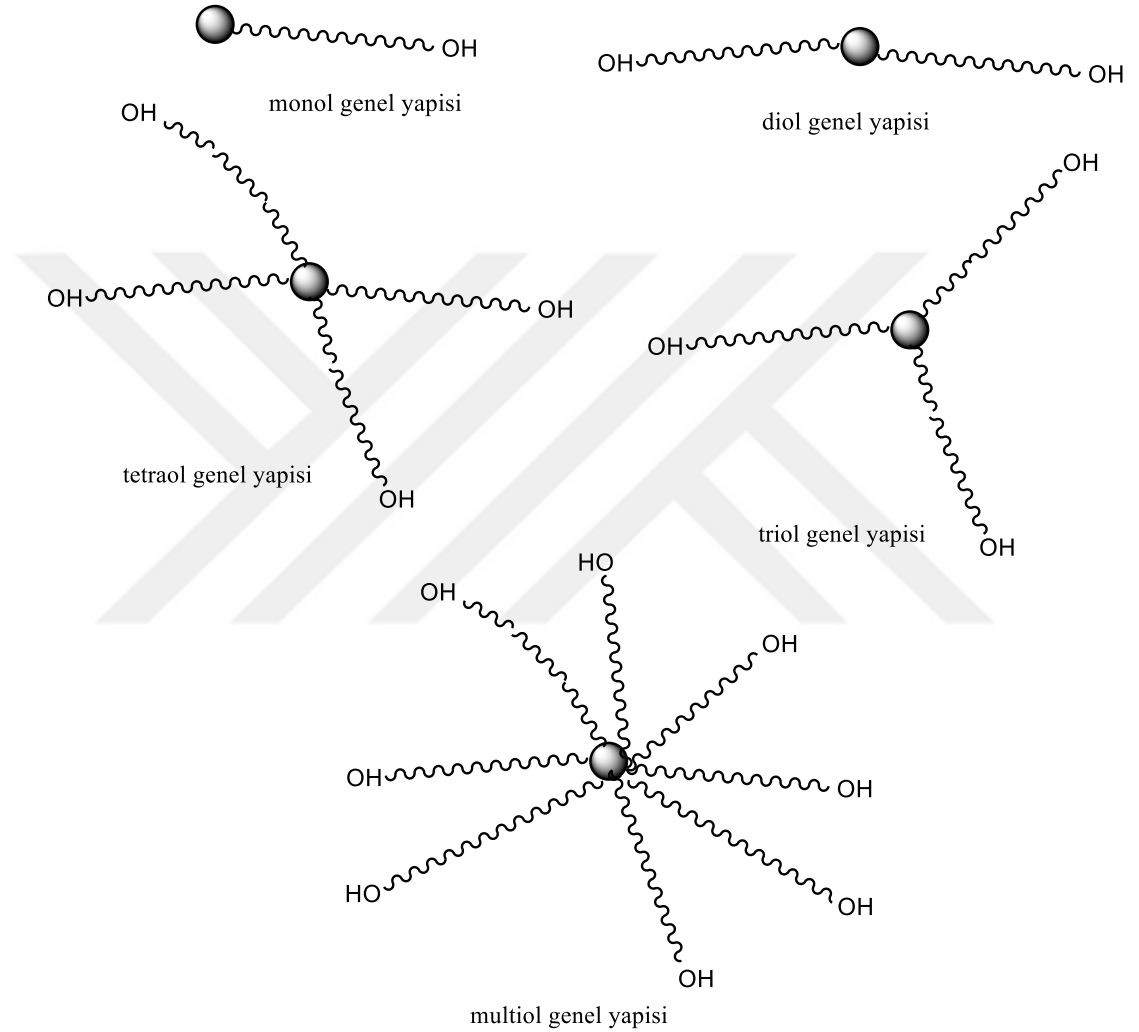 OH
monol genel yapisi
OH
OH
diol genel yapisi
OH
OH
OH
OH
tetraol genel yapisi
OH
OH
OH
triol genel yapisi
HO
OH
OH
OH
OH
HO
OH
OH
multiol genel yapisi